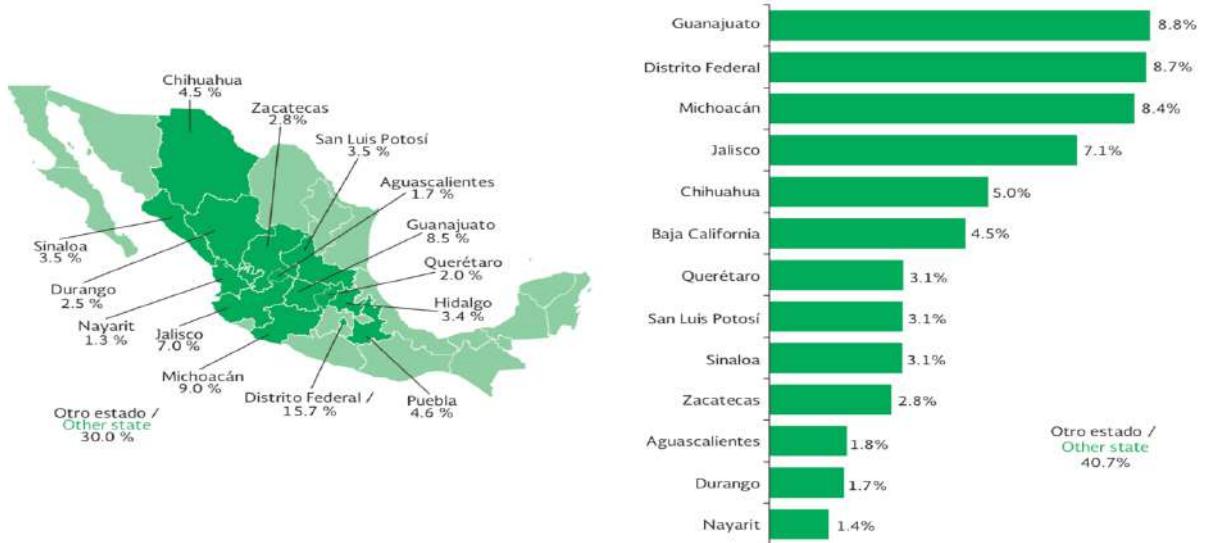 Chihuahua
4.5 %
Zacatecas
2.8%
San Luis Potosí
3.5 %
Aguascalientes
1.7 %
Guanajuato
8.5 %
Querétaro
2.0 %
Hidalgo
3.4 %
Sinaloa
3.5 %
Durango
2.5 %
Nayarit
1.3 %
Jalisco
7.0 %
Michoacán
9.0 %
Distrito Federal /
15.7 %
Puebla
4.6 %
Otro estado /
Other state
30.0 %
Guanajuato 8.8%
Distrito Federal 8.7%
Michoacán 8.4%
Jalisco 7.1%
Chihuahua 5.0%
Baja California 4.5%
Querétaro 3.1%
San Luis Potosí 3.1%
Sinaloa 3.1%
Zacatecas 2.8%
Aguascalientes 1.8%
Durango 1.7%
Nayarit 1.4%
Otro estado /
Other state
40.7%